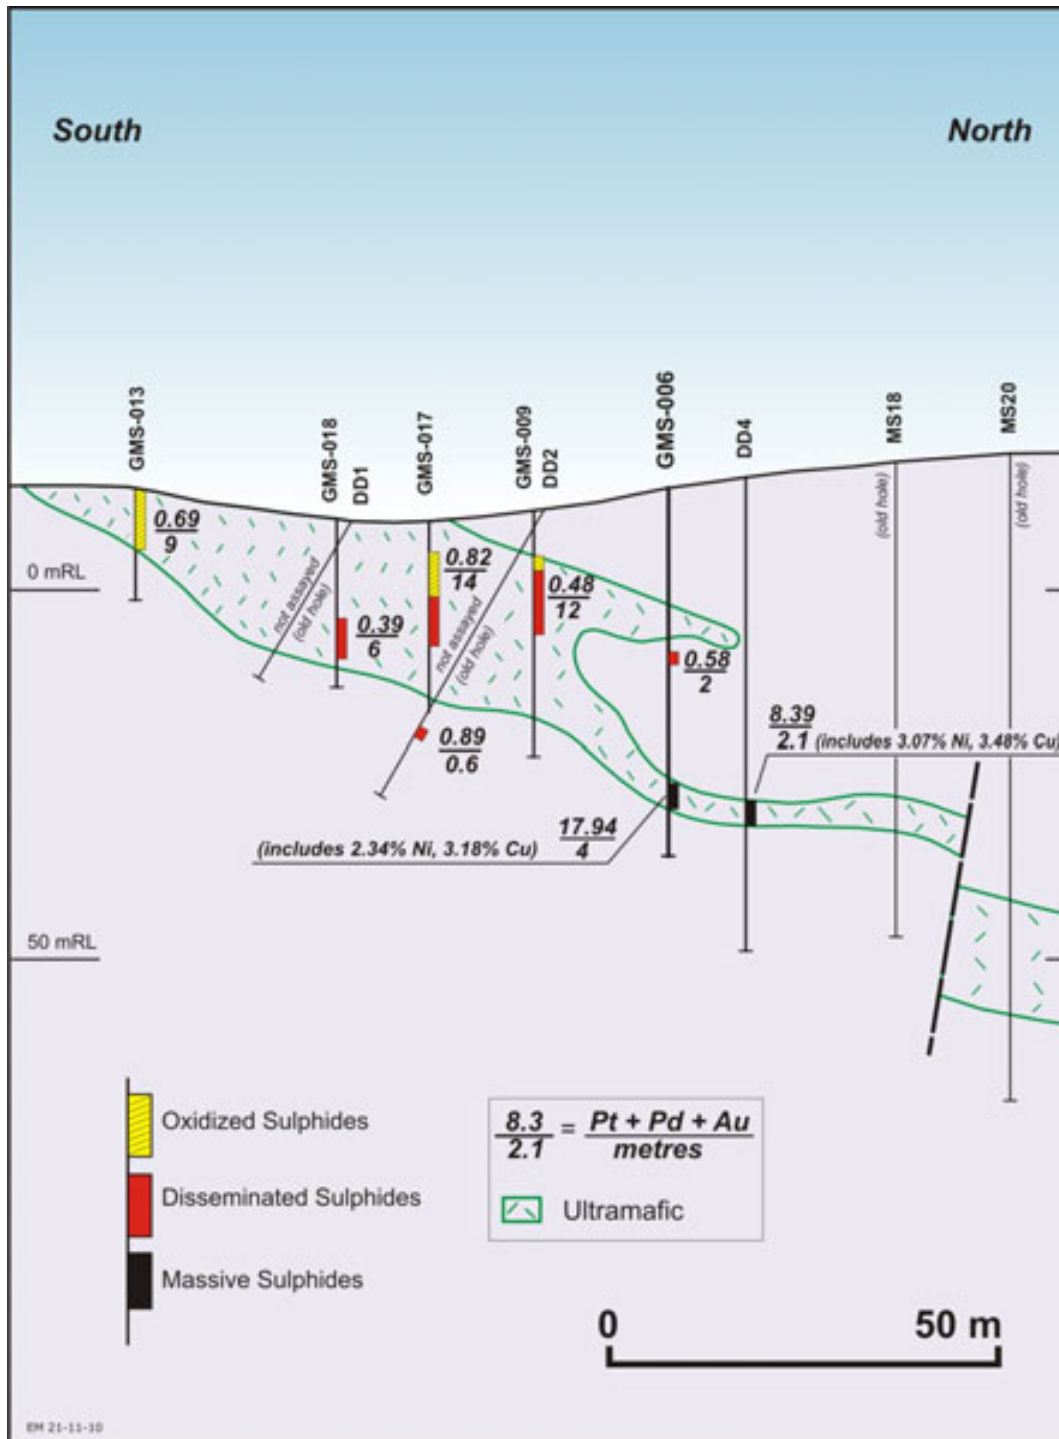 South
North
GMS-013
GMS-018
DD1
GMS-017
GMS-009
DD2
GMS-006
DD4
MS18
MS20
(old hole)
(old hole)
0.69
9
0 mRL
not assayed
(old hole)
0.82
14
0.48
12
0.39
6
not assayed
(old hole)
0.58
2
0.89
0.6
8.39
2.1 (includes 3.07% Ni, 3.48% Cu)
17.94
(includes 2.34% Ni, 3.18% Cu) 4
50 mRL
Oxidized Sulphides
Disseminated Sulphides
Massive Sulphides
8.3 = Pt + Pd + Au
2.1 metres
Ultramafic
0 50 m
EM 21-11-10